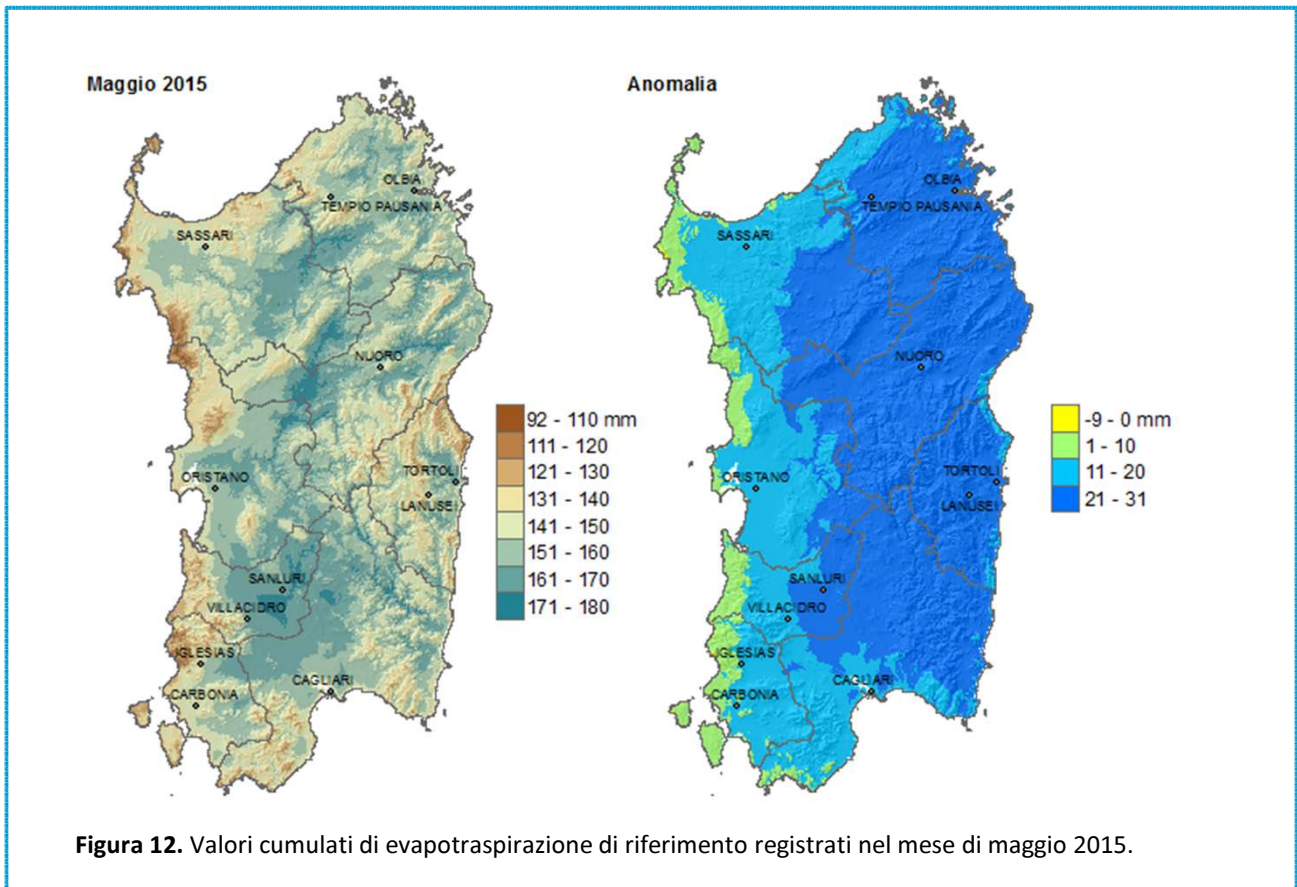 Maggio 2015
OLBIA
TEMPIO PAUSANIA
SASSARI
NUORO
ORISTANO
TORTOLI
LANUSEI
SANLURI
VILLACIDRO
IGLESIAS
CARBONIA
CAGLIARI
92 - 110 mm
111 - 120
121 - 130
131 - 140
141 - 150
151 - 160
161 - 170
171 - 180
Anomalia
OLBIA
TEMPIO PAUSANIA
SASSARI
NUORO
ORISTANO
TORTOLI
LANUSEI
SANLURI
VILLACIDRO
IGLESIAS
CARBONIA
CAGLIARI
-9 - 0 mm
1 - 10
11 - 20
21 - 31
Figura 12. Valori cumulati di evapotraspirazione di riferimento registrati nel mese di maggio 2015.